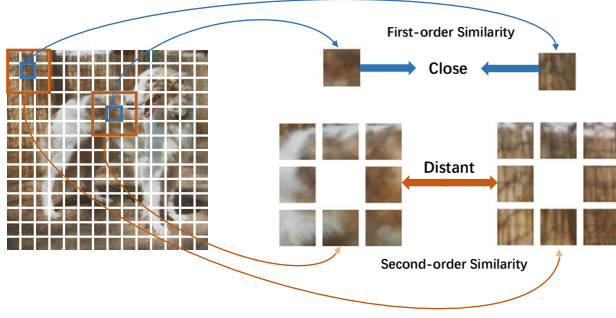 First-order Similarity
Close
Distant
Second-order Similarity